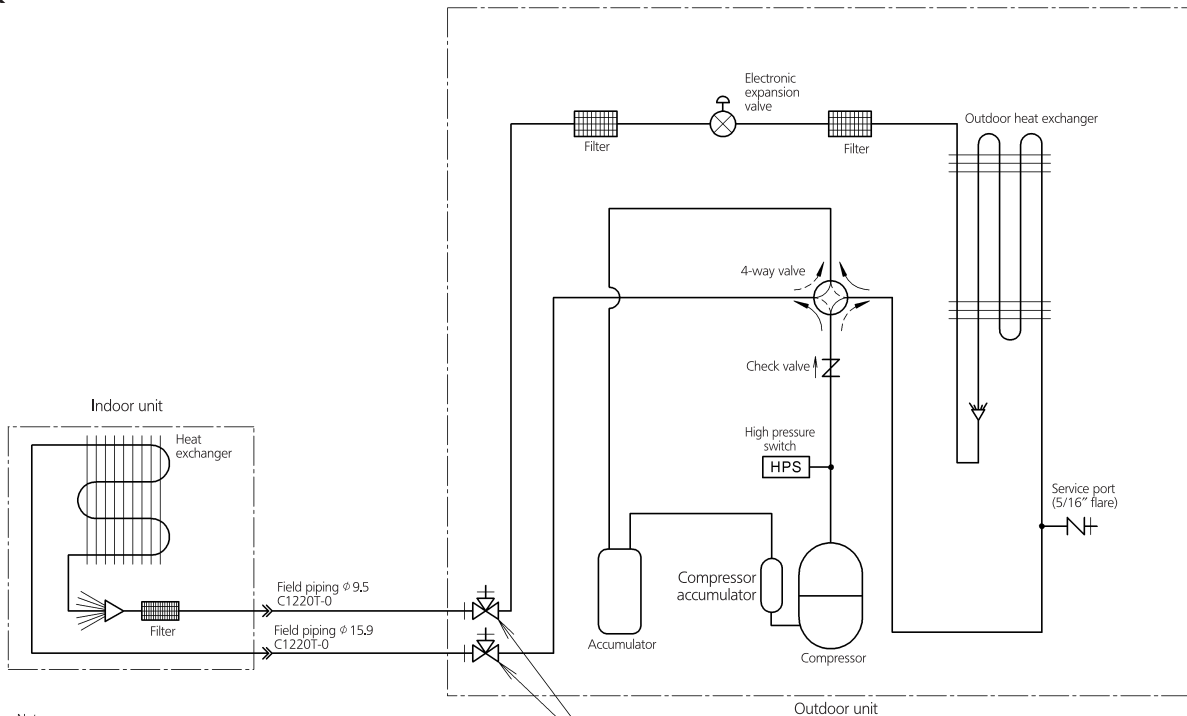 Electronic
expansion
valve
Outdoor heat exchanger
Filter
Filter
4-way valve
Check valve
Indoor unit
Heat
exchanger
High pressure
switch
HPS
Service port
(5/16″ flare)
Field piping φ9.5
C1220T-0
Compressor
accumulator
Filter
Field piping φ15.9
C1220T-0
Accumulator
Compressor
Outdoor unit